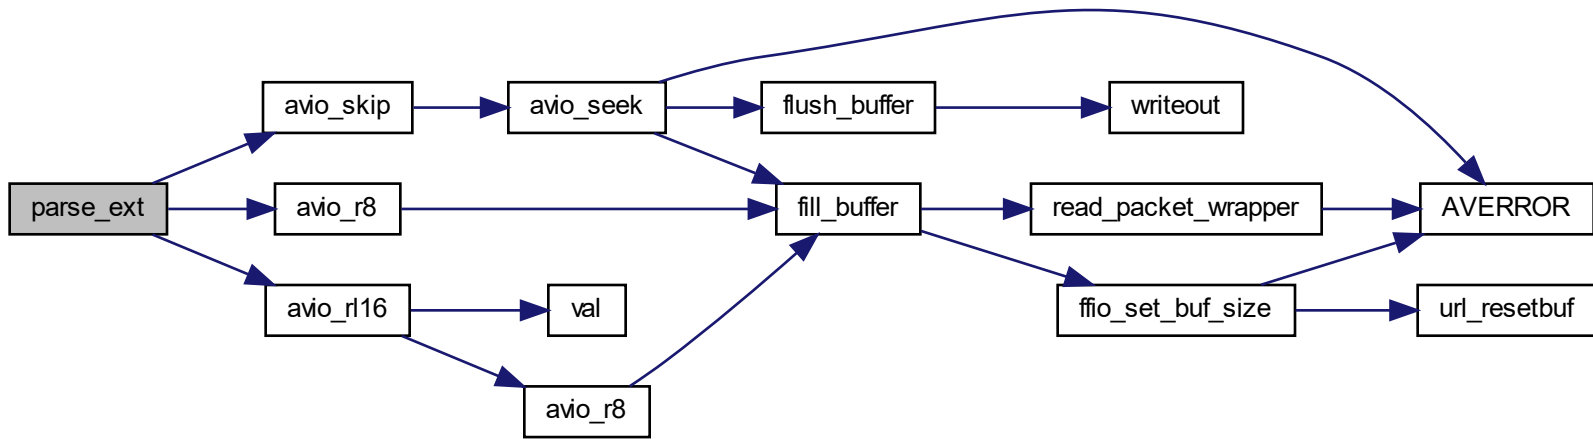 parse_ext
avio_skip
avio_r8
avio_rl16
avio_seek
val
avio_r8
flush_buffer
fill_buffer
writeout
read_packet_wrapper
ffio_set_buf_size
AVERROR
url_resetbuf